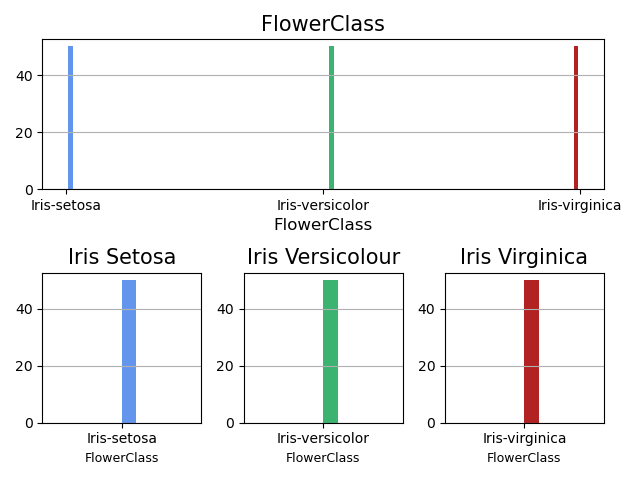 FlowerClass
40
20
0
Iris-setosa Iris-versicolor Iris-virginica
FlowerClass
Iris Setosa Iris Versicolour Iris Virginica
40 40 40
20 20 20
0 0 0
Iris-setosa Iris-versicolor Iris-virginica
FlowerClass FlowerClass FlowerClass